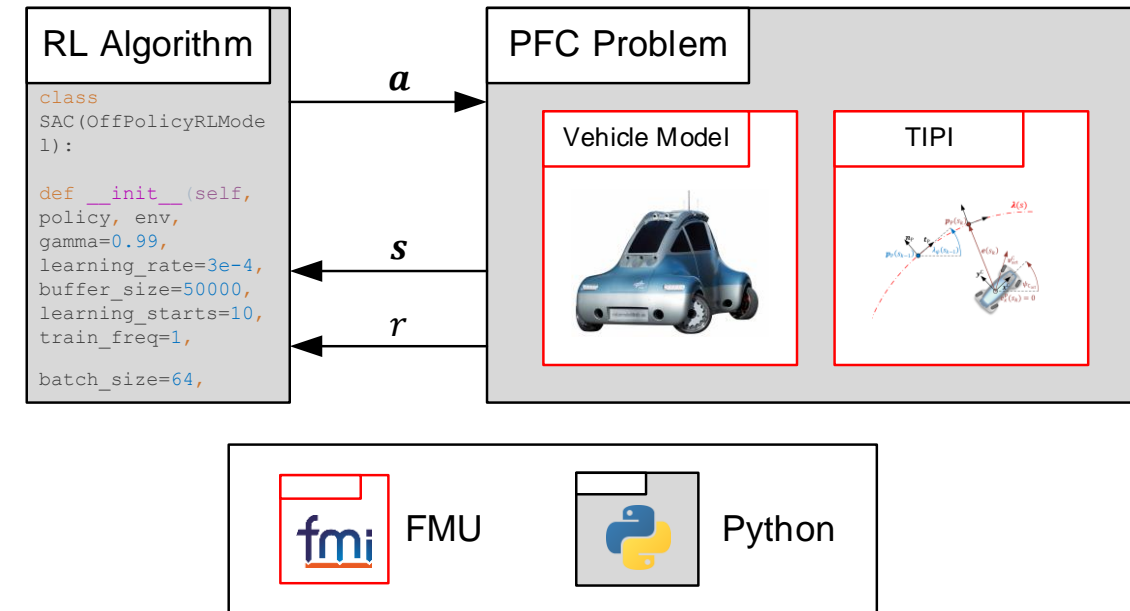 RL Algorithm
class
SAC(OffPolicyRLMode
l):
def __init__(self,
policy, env,
gamma=0.99,
learning_rate=3e-4,
buffer_size=50000,
learning_starts=10,
train_freq=1,
batch_size=64,
a
s
r
PFC Problem
Vehicle Model
TIPI
λ(s)
fmi
FMU
Python